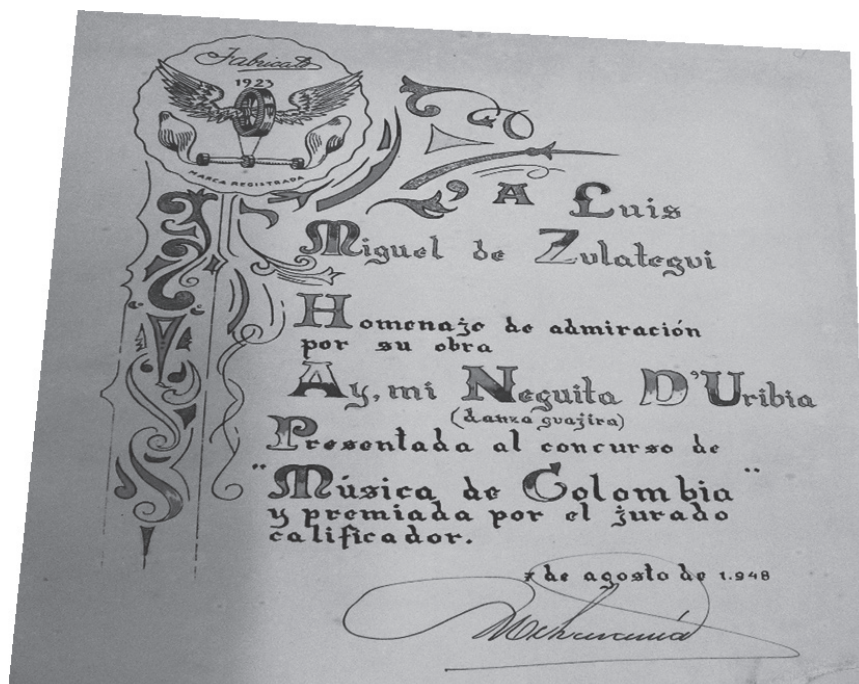 Fabricato
1923
MARCA REGISTRADA
A Luis
Miguel de Zulategui
Homenaje de admiración
por su obra
Ay, mi Neguita D'Uribia
(danza guajira)
Presentada al concurso de
"Música de Colombia"
y premiada por el jurado
calificador.
7 de agosto de 1.948